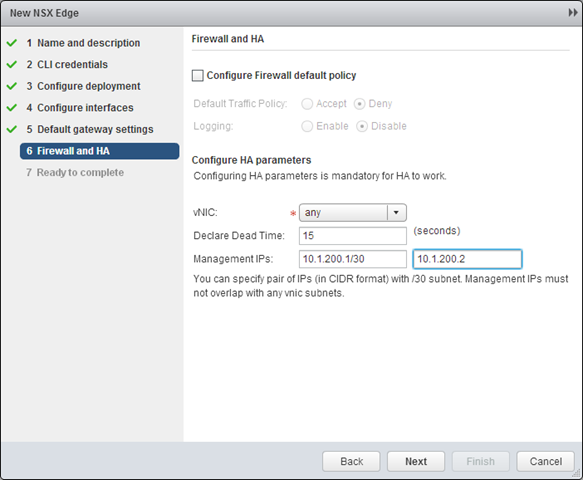 New NSX Edge
1 Name and description
2 CLI credentials
3 Configure deployment
4 Configure interfaces
5 Default gateway settings
6 Firewall and HA
7 Ready to complete
Firewall and HA
Configure Firewall default policy
Default Traffic Policy: Accept Deny
Logging: Enable Disable
Configure HA parameters
Configuring HA parameters is mandatory for HA to work.
vNIC: * any
Declare Dead Time: 15 (seconds)
Management IPs: 10.1.200.1/30 10.1.200.2
You can specify pair of IPs (in CIDR format) with /30 subnet. Management IPs must
not overlap with any vnic subnets.
Back Next Finish Cancel